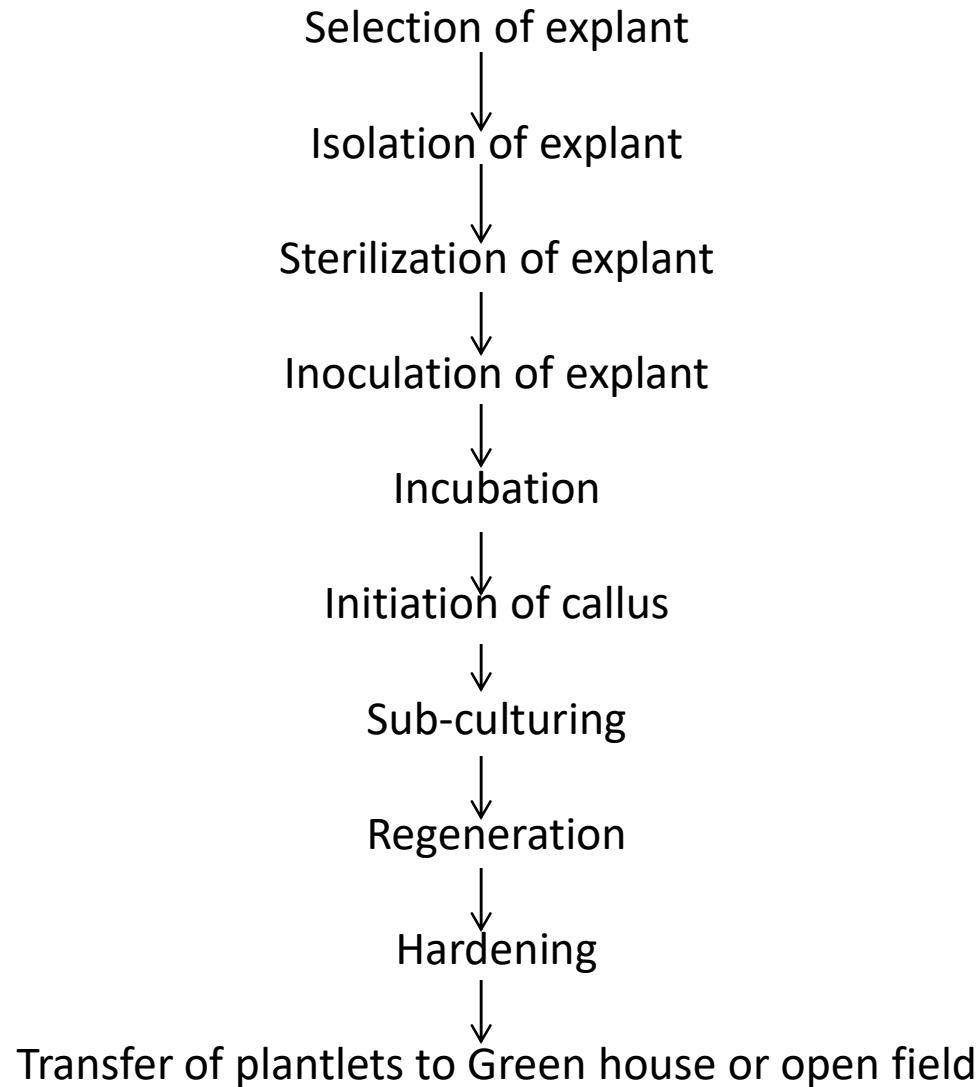 Selection of explant
Isolation of explant
Sterilization of explant
Inoculation of explant
Incubation
Initiation of callus
Sub-culturing
Regeneration
Hardening
Transfer of plantlets to Green house or open field